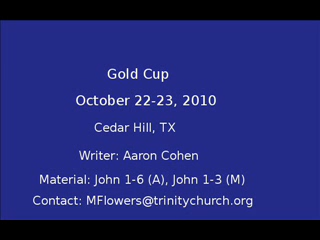 Gold Cup
October 22-23, 2010
Cedar Hill, TX
Writer: Aaron Cohen
Material: John 1-6 (A), John 1-3 (M)
Contact: MFlowers@trinitychurch.org